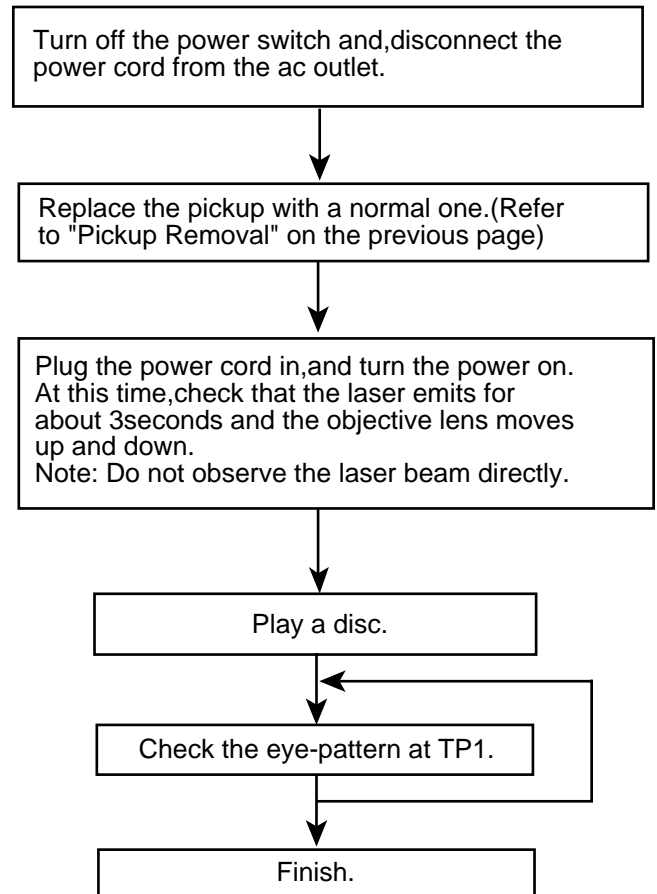 Turn off the power switch and,disconnect the
power cord from the ac outlet.
Replace the pickup with a normal one.(Refer
to "Pickup Removal" on the previous page)
Plug the power cord in,and turn the power on.
At this time,check that the laser emits for
about 3seconds and the objective lens moves
up and down.
Note: Do not observe the laser beam directly.
Play a disc.
Check the eye-pattern at TP1.
Finish.